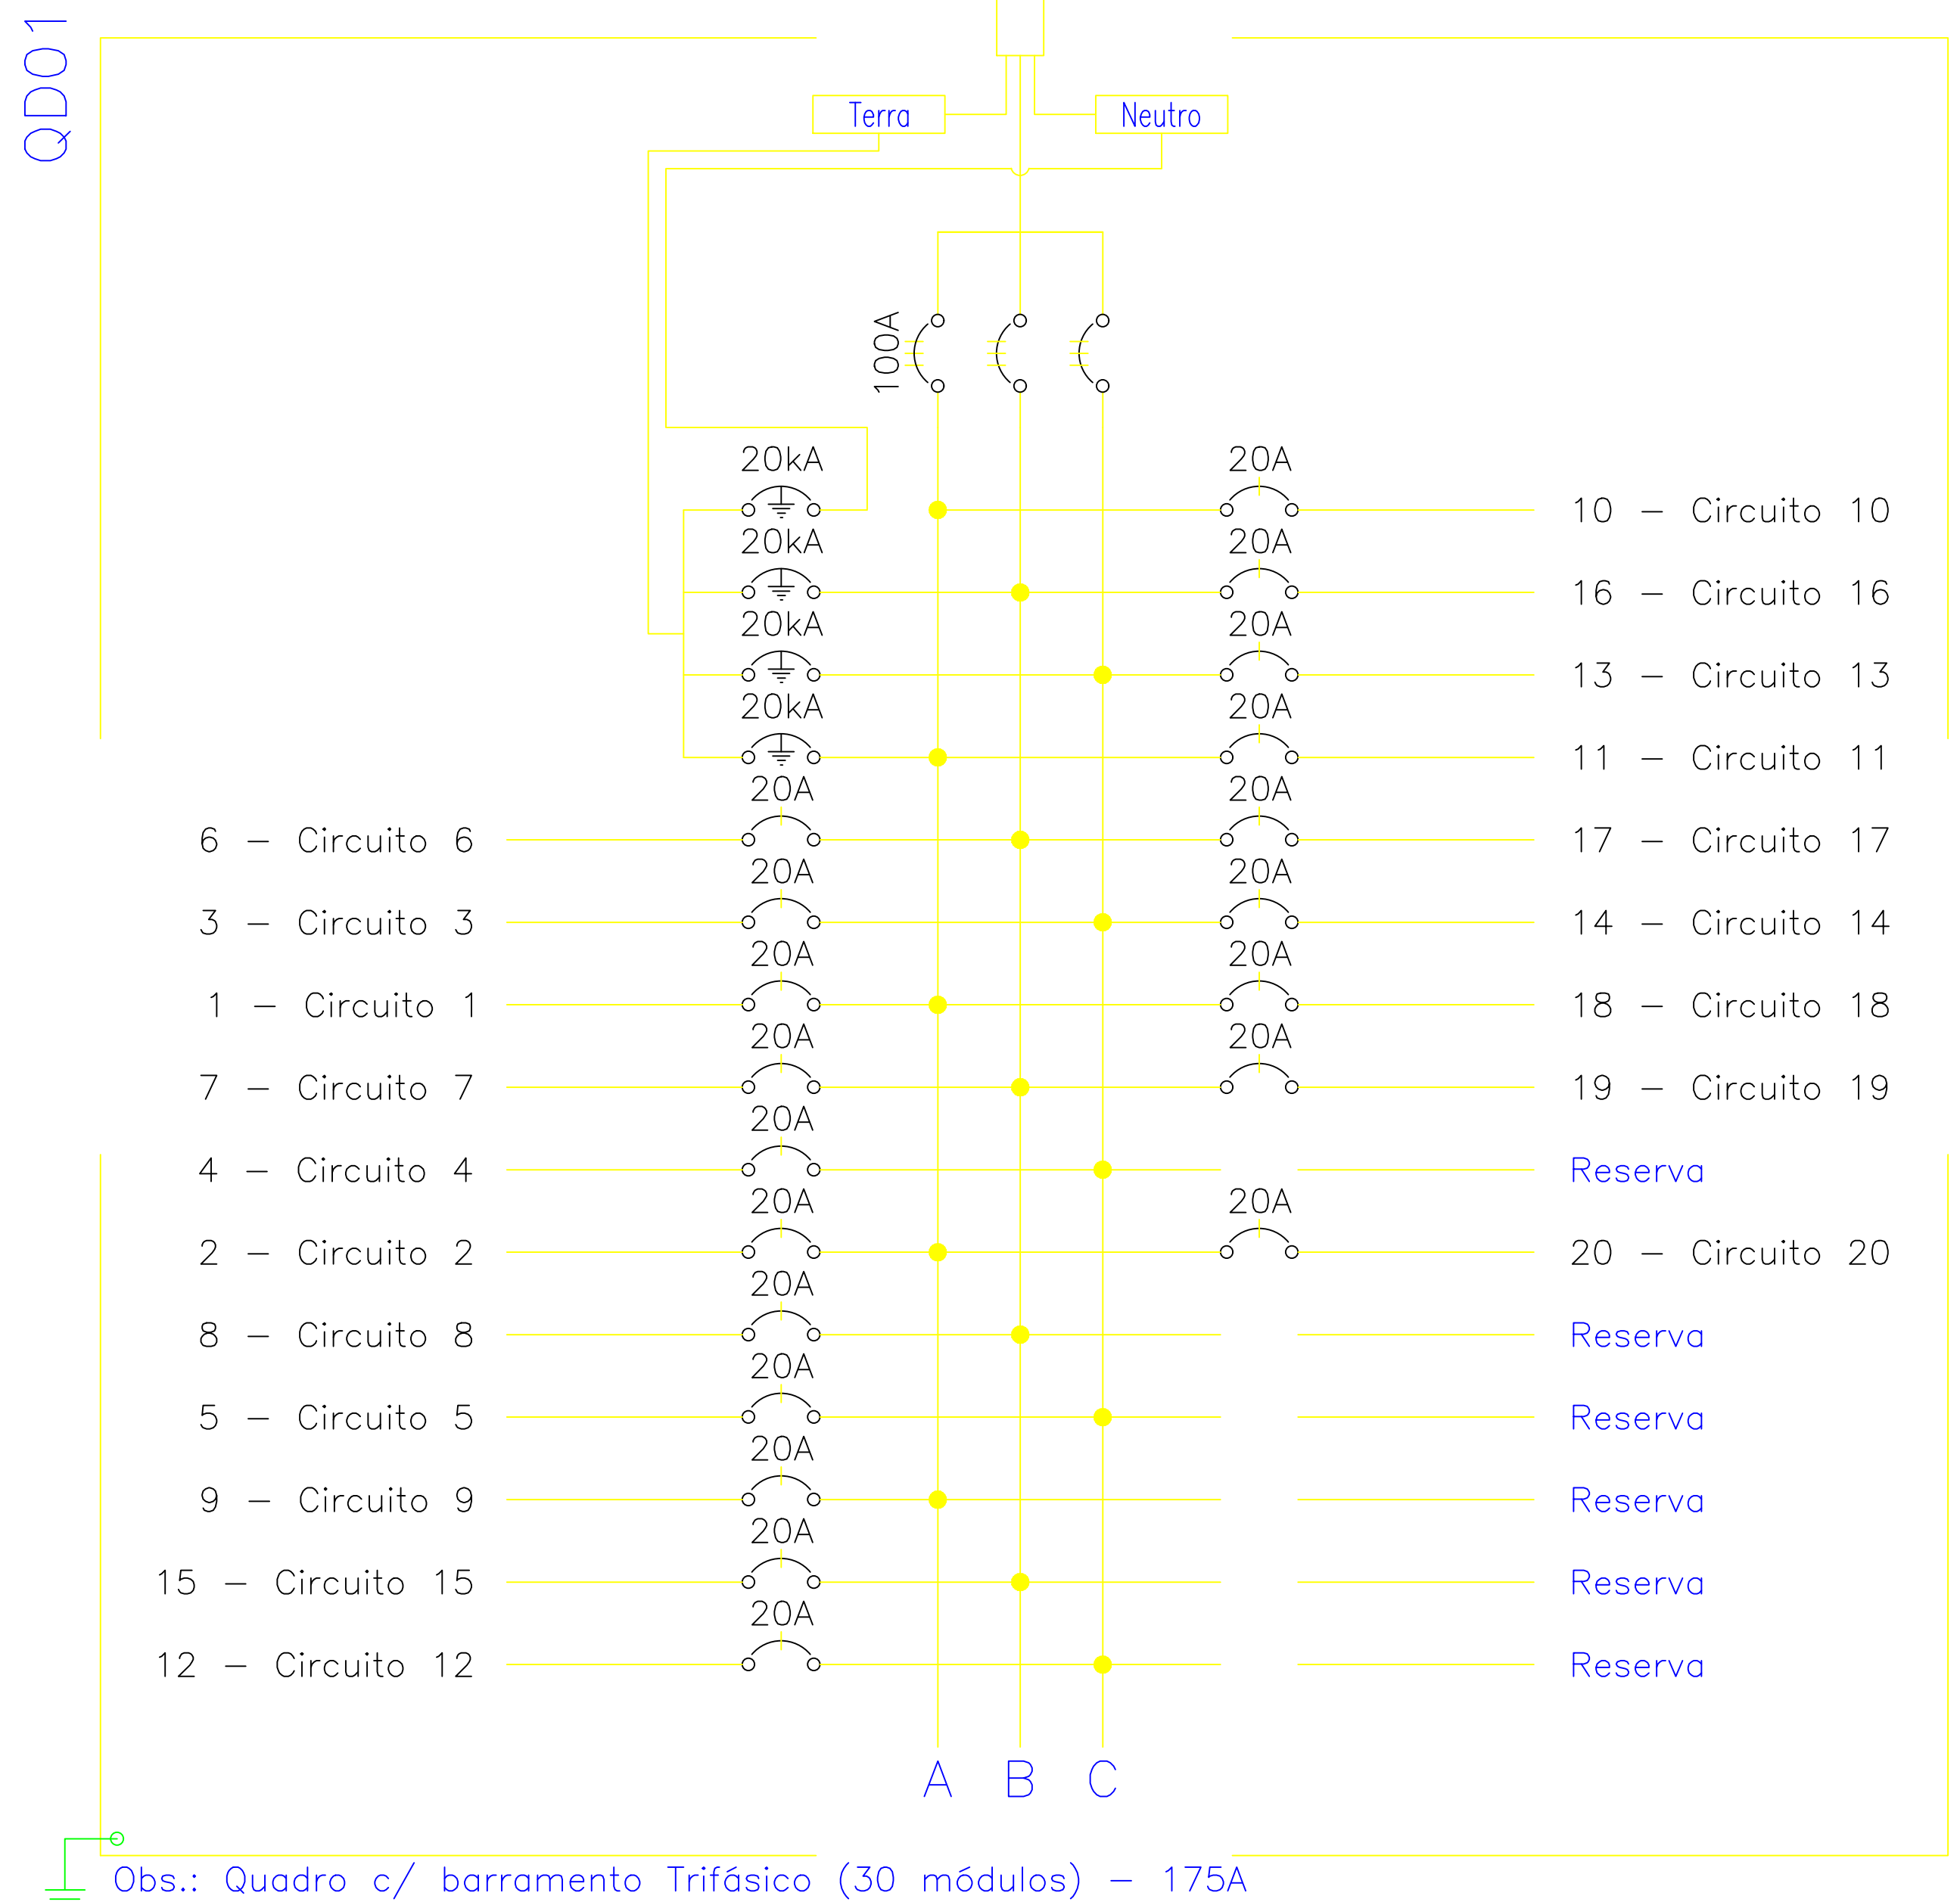 QD01
Terra
Neutro
100A
20kA
20A
10 - Circuito 10
20kA
20A
16 - Circuito 16
20kA
20A
13 - Circuito 13
20kA
20A
11 - Circuito 11
20A
20A
6 - Circuito 6
17 - Circuito 17
20A
20A
3 - Circuito 3
14 - Circuito 14
20A
20A
1 - Circuito 1
18 - Circuito 18
20A
20A
7 - Circuito 7
19 - Circuito 19
20A
4 - Circuito 4
Reserva
20A
20A
2 - Circuito 2
20 - Circuito 20
20A
8 - Circuito 8
Reserva
20A
5 - Circuito 5
Reserva
20A
9 - Circuito 9
Reserva
20A
15 - Circuito 15
Reserva
20A
12 - Circuito 12
Reserva
A B C
Obs.: Quadro c/ barramento Trifásico (30 módulos) - 175A